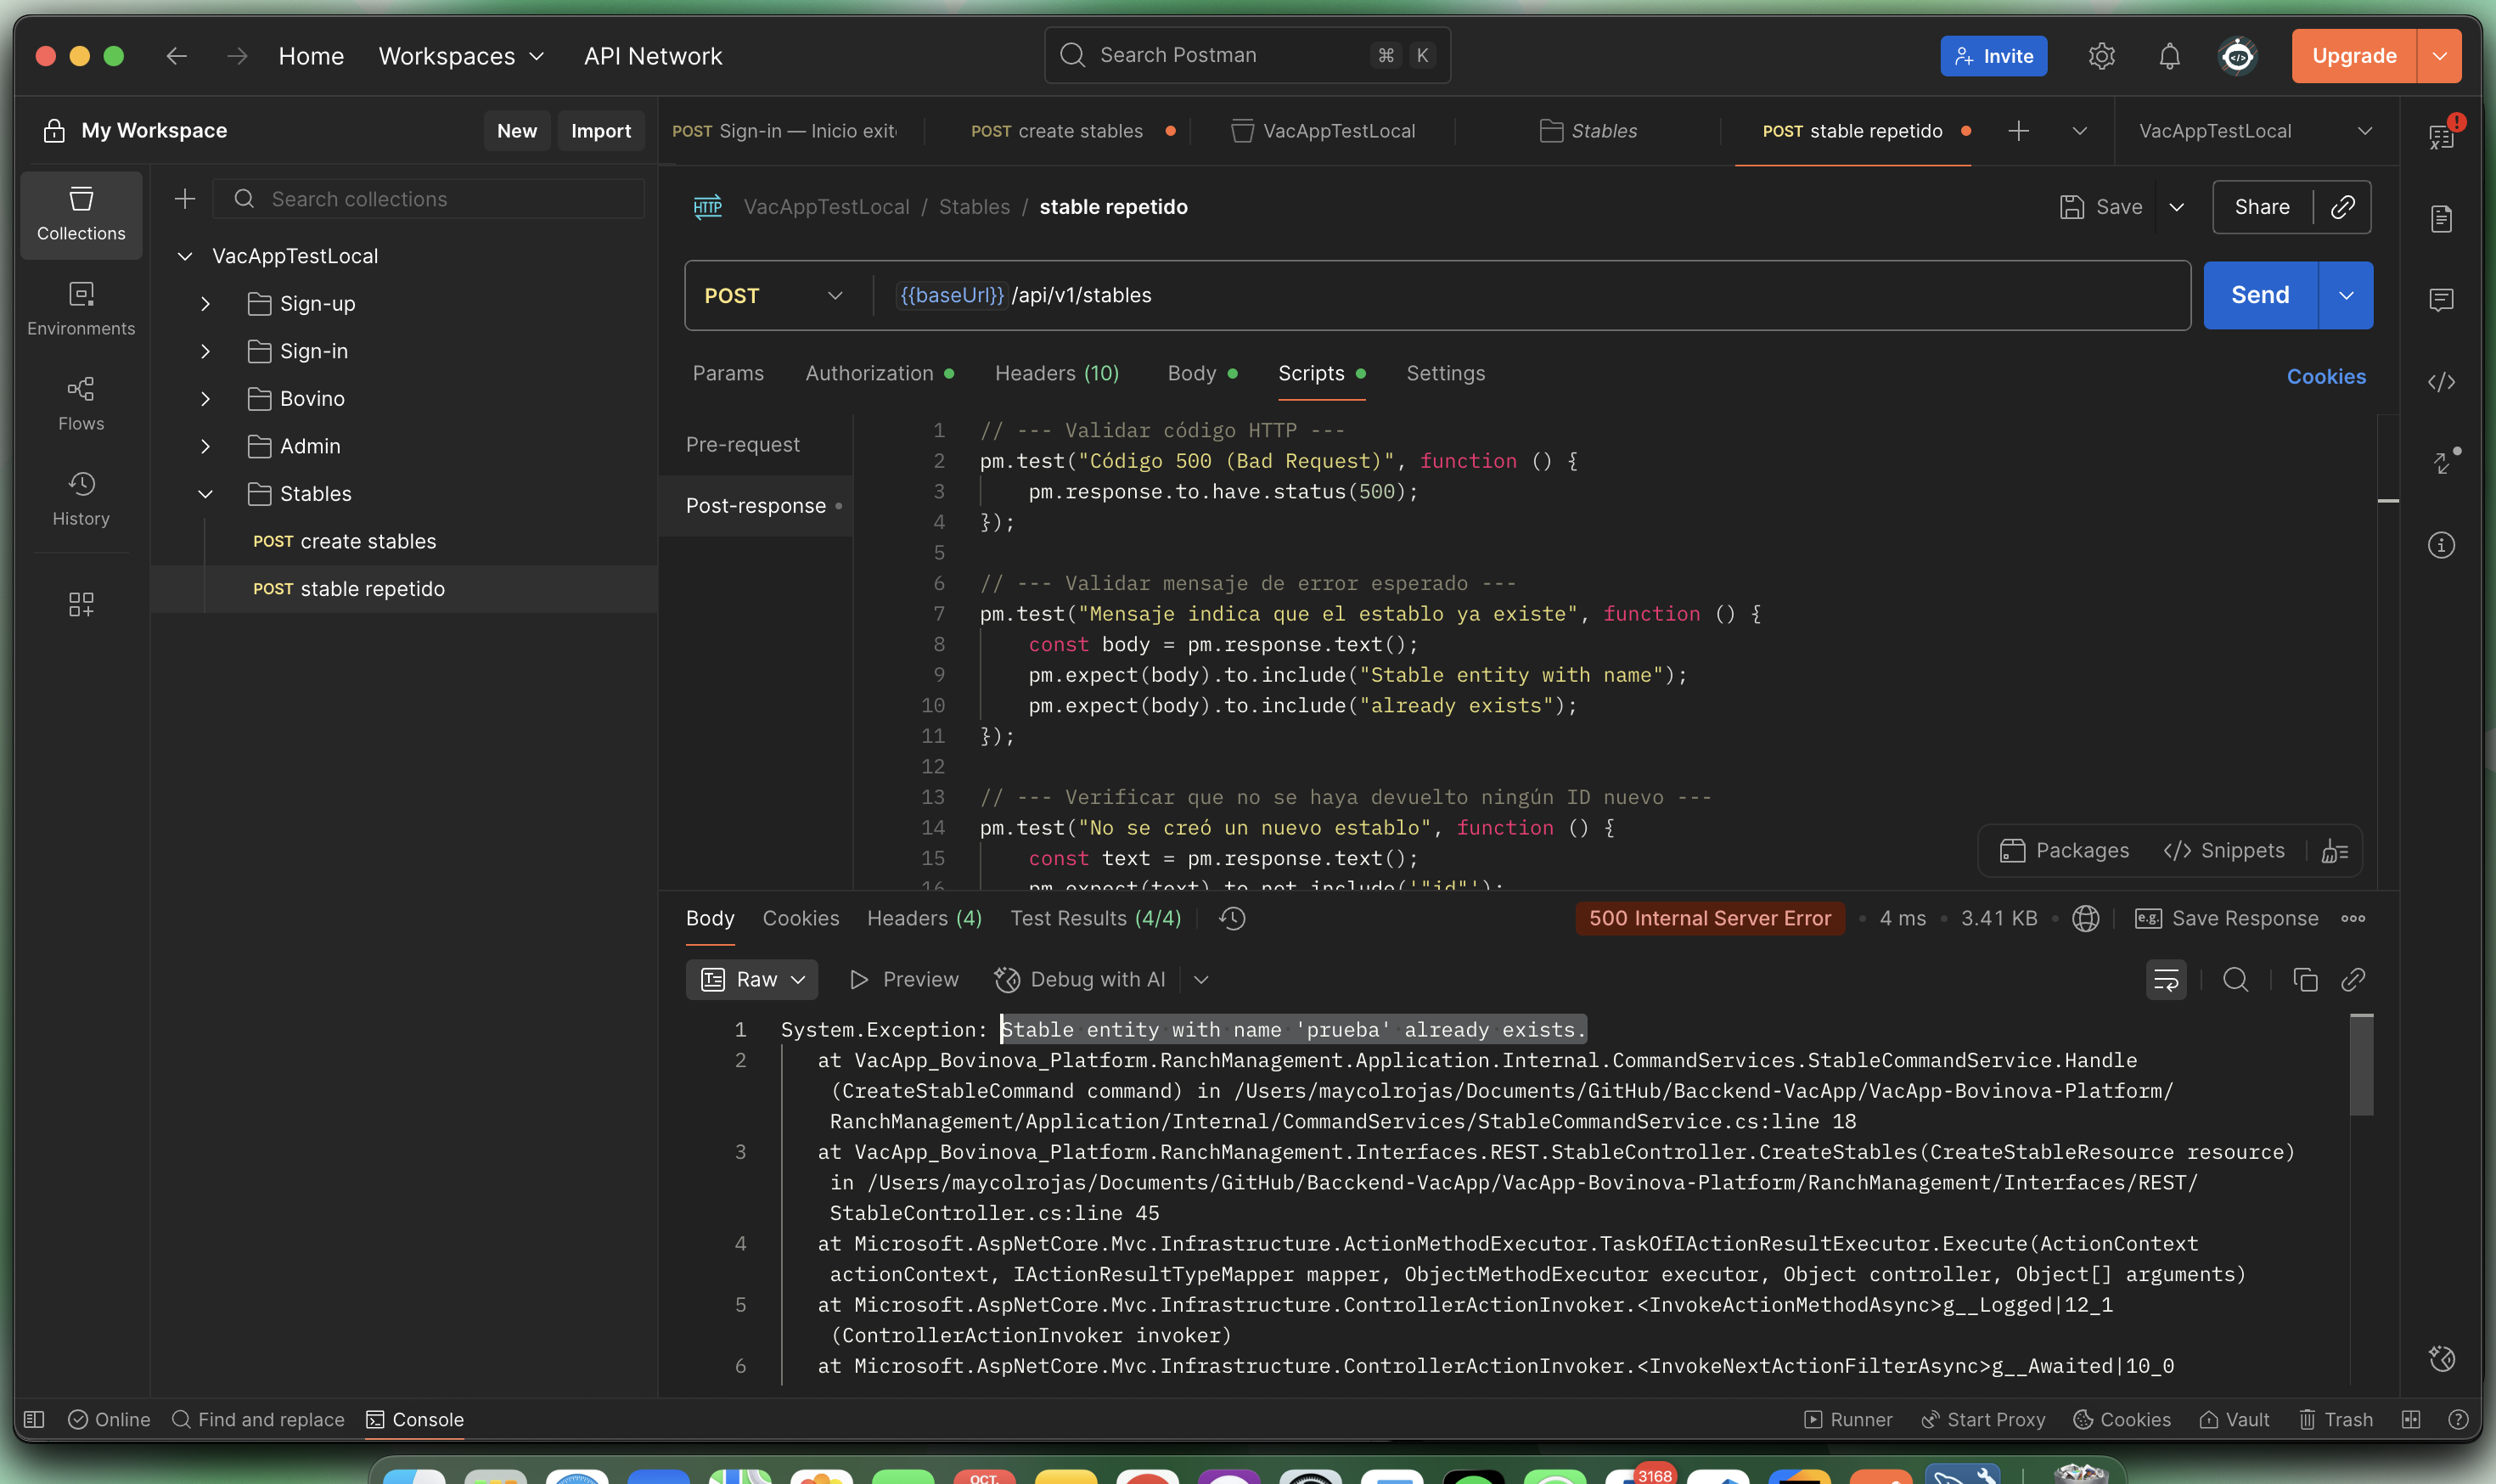 Home
Workspaces
API Network
Search Postman
⌘ K
Invite
Upgrade
My Workspace
New
Import
POST Sign-in — Inicio exit
POST create stables
VacAppTestLocal
Stables
POST stable repetido
VacAppTestLocal
Collections
Environments
Flows
History
Search collections
VacAppTestLocal
Sign-up
Sign-in
Bovino
Admin
Stables
POST create stables
POST stable repetido
HTTP
VacAppTestLocal / Stables / stable repetido
Save
Share
POST
{{baseUrl}} /api/v1/stables
Send
Params
Authorization
Headers (10)
Body
Scripts
Settings
Cookies
Pre-request
Post-response
1 // --- Validar código HTTP ---
2 pm.test("Código 500 (Bad Request)", function () {
3 pm.response.to.have.status(500);
4 });
5
6 // --- Validar mensaje de error esperado ---
7 pm.test("Mensaje indica que el establo ya existe", function () {
8 const body = pm.response.text();
9 pm.expect(body).to.include("Stable entity with name");
10 pm.expect(body).to.include("already exists");
11 });
12
13 // --- Verificar que no se haya devuelto ningún ID nuevo ---
14 pm.test("No se creó un nuevo establo", function () {
15 const text = pm.response.text();
16 pm.expect(text).to.not.include('"id"');
Packages
Snippets
Body
Cookies
Headers (4)
Test Results (4/4)
500 Internal Server Error
4 ms
3.41 KB
e.g.
Save Response
Raw
Preview
Debug with AI
1 System.Exception: Stable entity with name 'prueba' already exists.
2 at VacApp_Bovinova_Platform.RanchManagement.Application.Internal.CommandServices.StableCommandService.Handle
(CreateStableCommand command) in /Users/maycolrojas/Documents/GitHub/Bacckend-VacApp/VacApp-Bovinova-Platform/
RanchManagement/Application/Internal/CommandServices/StableCommandService.cs:line 18
3 at VacApp_Bovinova_Platform.RanchManagement.Interfaces.REST.StableController.CreateStables(CreateStableResource resource)
in /Users/maycolrojas/Documents/GitHub/Bacckend-VacApp/VacApp-Bovinova-Platform/RanchManagement/Interfaces/REST/
StableController.cs:line 45
4 at Microsoft.AspNetCore.Mvc.Infrastructure.ActionMethodExecutor.TaskOfIActionResultExecutor.Execute(ActionContext
actionContext, IActionResultTypeMapper mapper, ObjectMethodExecutor executor, Object controller, Object[] arguments)
5 at Microsoft.AspNetCore.Mvc.Infrastructure.ControllerActionInvoker.<InvokeActionMethodAsync>g__Logged|12_1
(ControllerActionInvoker invoker)
6 at Microsoft.AspNetCore.Mvc.Infrastructure.ControllerActionInvoker.<InvokeNextActionFilterAsync>g__Awaited|10_0
Online
Find and replace
Console
Runner
Start Proxy
Cookies
Vault
Trash
OCT.
3168